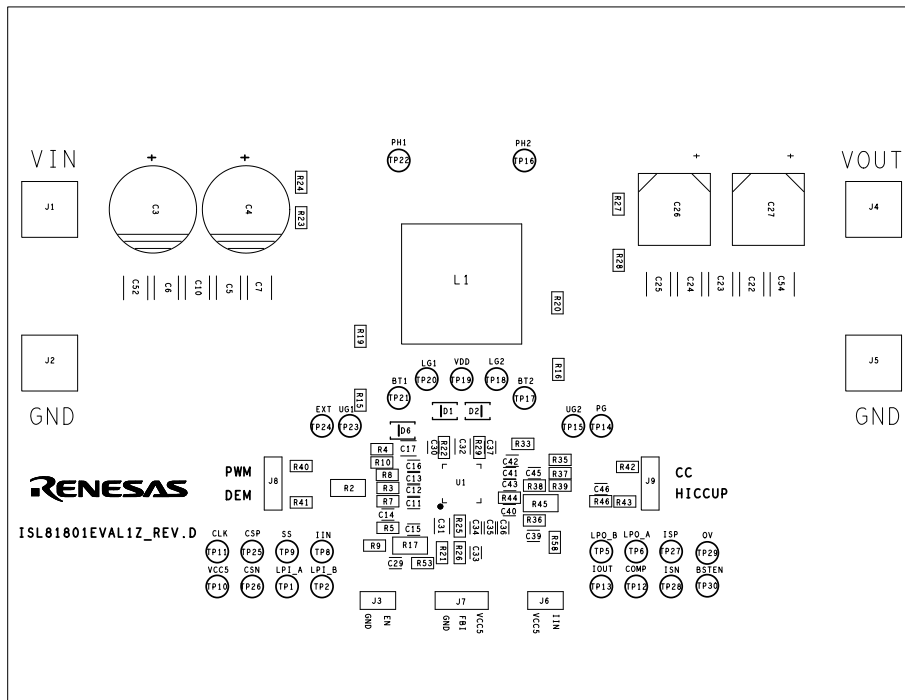 PH1 PH2
TP22 TP16
VIN + + + + VOUT
R24
J1 C3 C4 R23 R27 C26 C27 J4
L1
R28
C52 C6 C10 C5 C7 C25 C24 C23 C22 C54
R20
R19
J2 LG1 VDD LG2 R16 J5
TP20 TP19 TP18
BT1 BT2
TP21 TP17
R15
GND GND
EXT UG1 D1 D2 UG2 PG
TP24 TP23 TP15 TP14
D6
R4 C17 C30 R22 C32 R29 C37 R33
R10 C16 C42 R35
PWM J8 R40 R8 C13 U1 C41 C45 R37 R42 J9 CC
R2 R3 C12 C43 R38 R39 C46
DEM R41 R7 C11 R44 R45 R46 R43 HICCUP
RENESAS
C14 C40
R5 C15 C31 R25 C34 C35 C36 R36
ISL81801EVAL1Z_REV.D
C39 R58
R9 R17 R21 R26 C33
C29 R53
CLK CSP SS IIN LPO_B LPO_A ISP OV
TP11 TP25 TP9 TP8 TP5 TP6 TP27 TP29
VCC5 CSN LPI_A LPI_B IOUT COMP ISN BSTEN
TP10 TP26 TP1 TP2 TP13 TP12 TP28 TP30
J3 J7 J6
GND EN GND FBI VCC5 VCC5 IIN